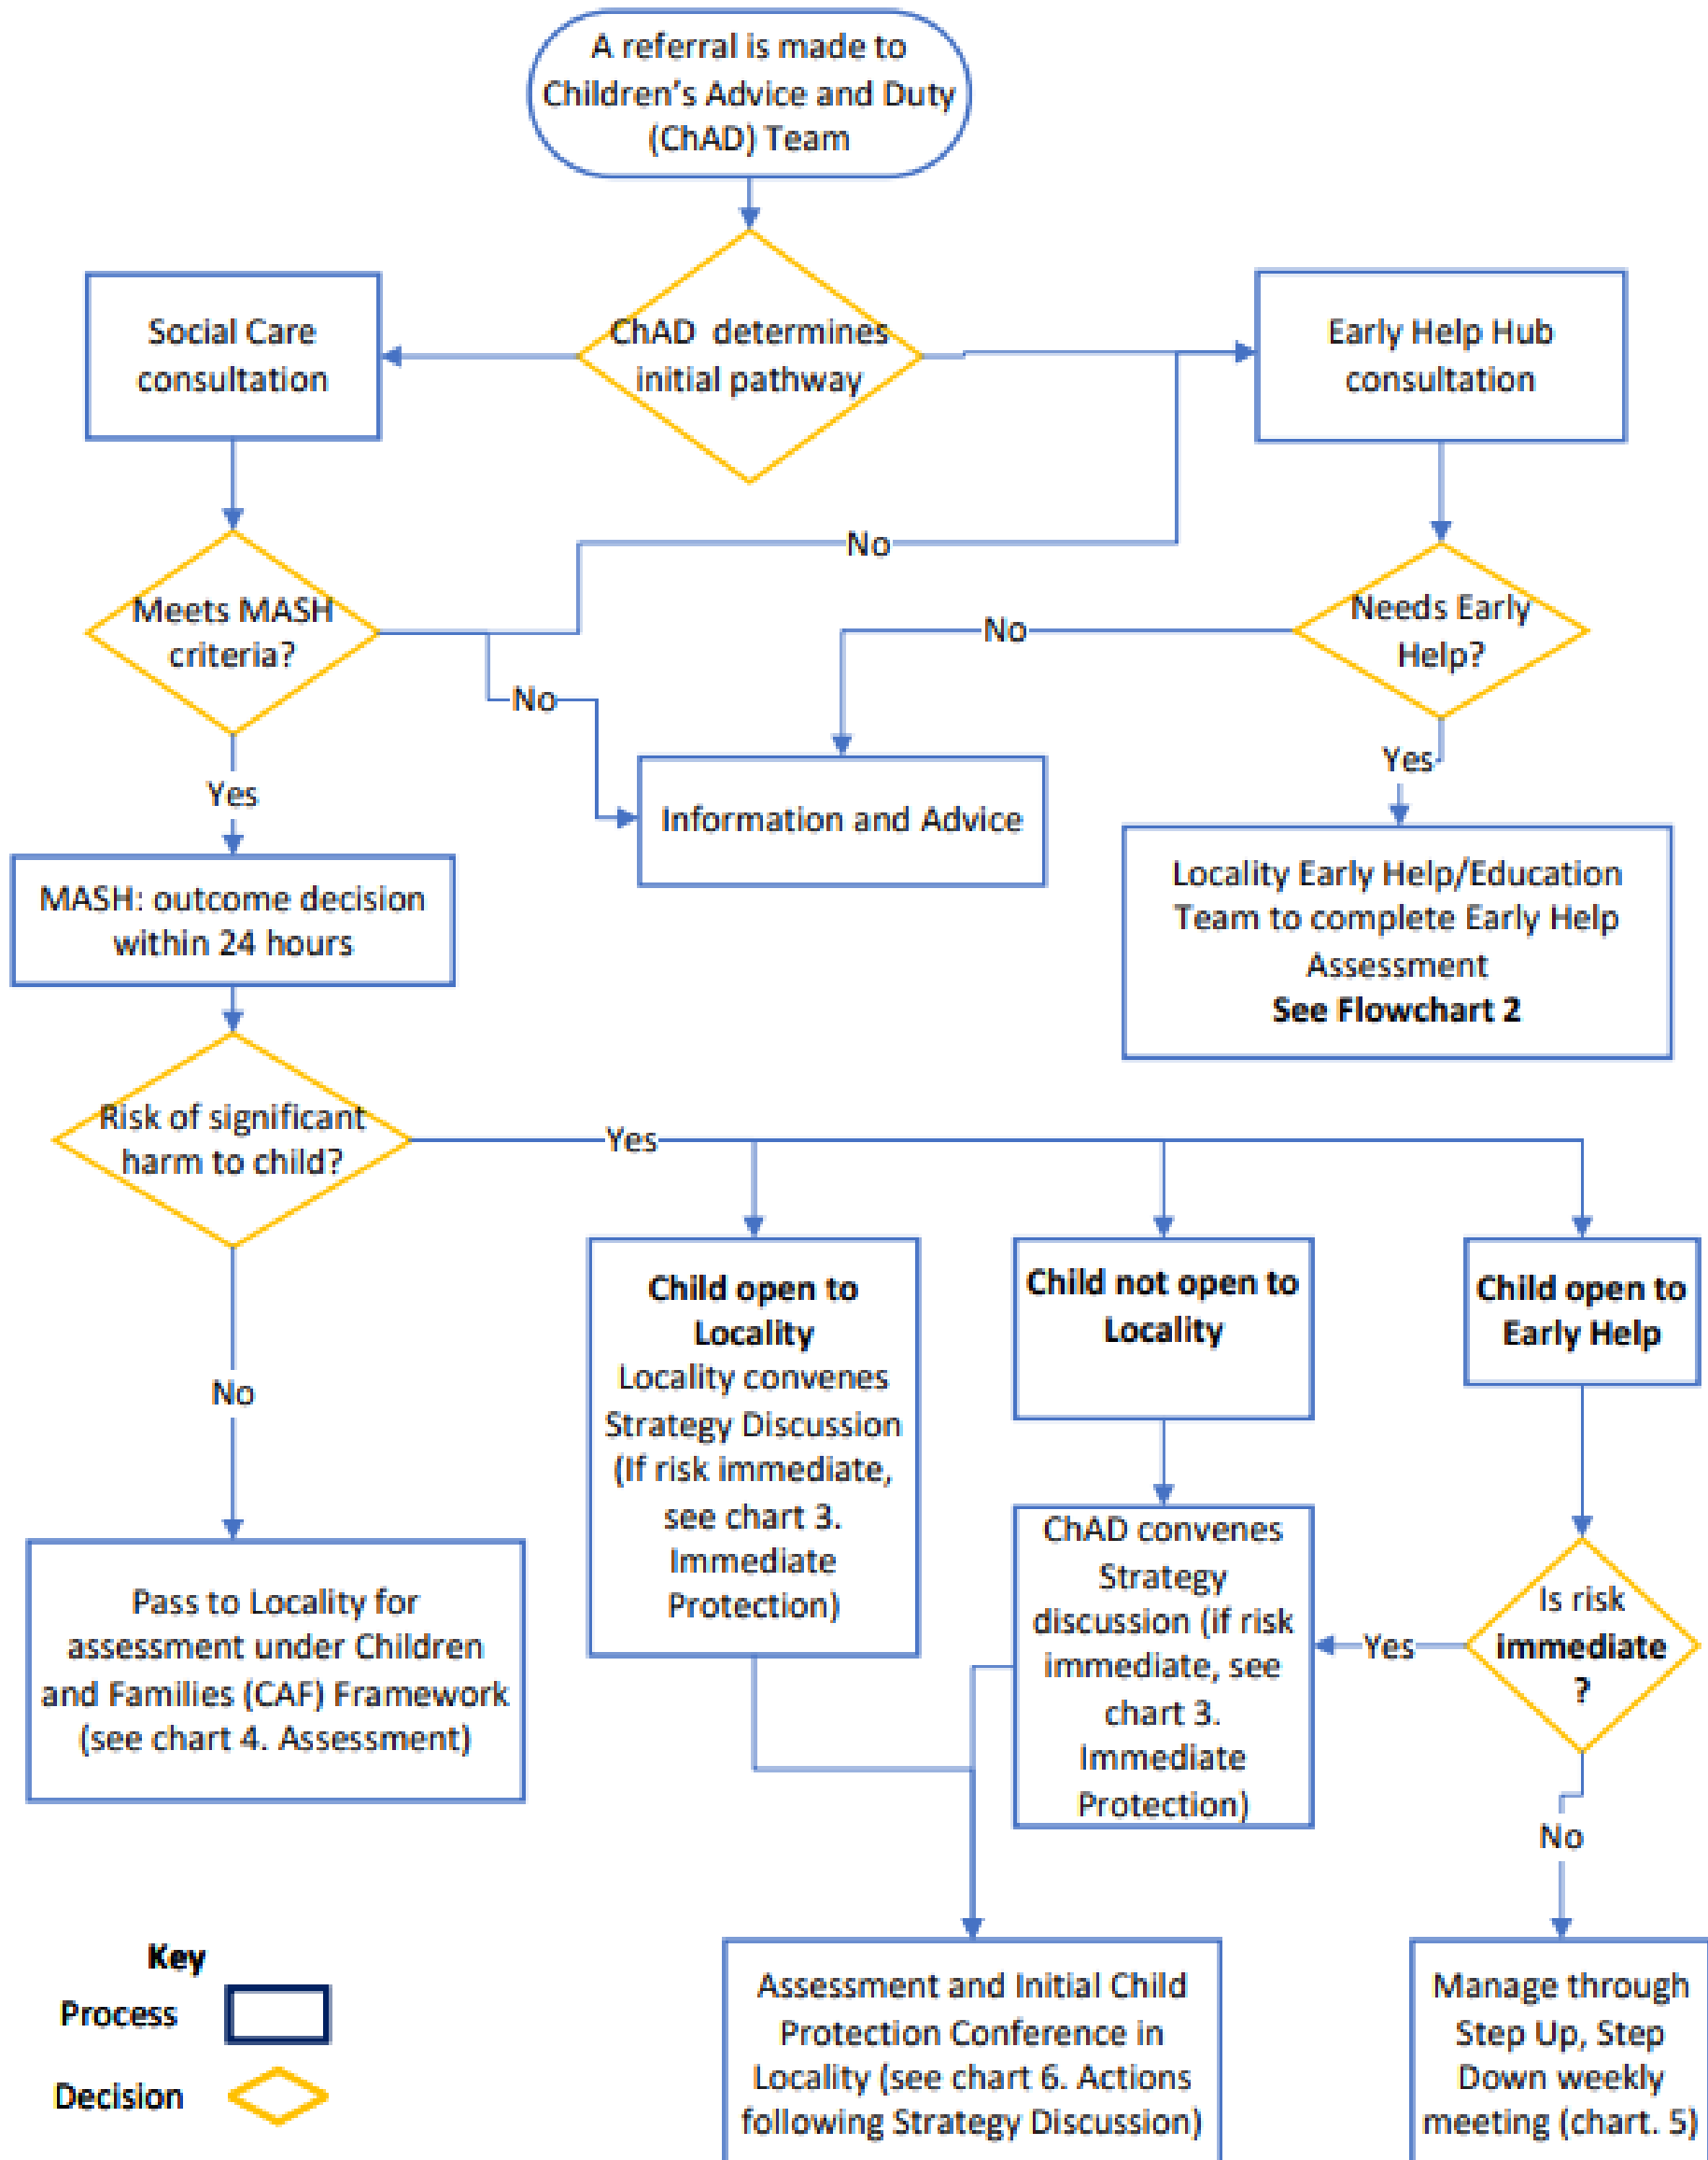 A referral is made to
Children's Advice and Duty
(ChAD) Team
Social Care
consultation
ChAD determines
initial pathway
Early Help Hub
consultation
No
Meets MASH
criteria?
No
Needs Early
Help?
No
Yes
Yes
Information and Advice
MASH: outcome decision
within 24 hours
Locality Early Help/Education
Team to complete Early Help
Assessment
See Flowchart 2
Risk of significant
harm to child?
Yes
No
Child open to
Locality
Locality convenes
Strategy Discussion
(If risk immediate,
see chart 3.
Immediate
Protection)
Child not open to
Locality
Child open to
Early Help
Pass to Locality for
assessment under Children
and Families (CAF) Framework
(see chart 4. Assessment)
ChAD convenes
Strategy
discussion (if risk
immediate, see
chart 3.
Immediate
Protection)
Yes
Is risk
immediate
?
No
Key
Process
Decision
Assessment and Initial Child
Protection Conference in
Locality (see chart 6. Actions
following Strategy Discussion)
Manage through
Step Up, Step
Down weekly
meeting (chart. 5)